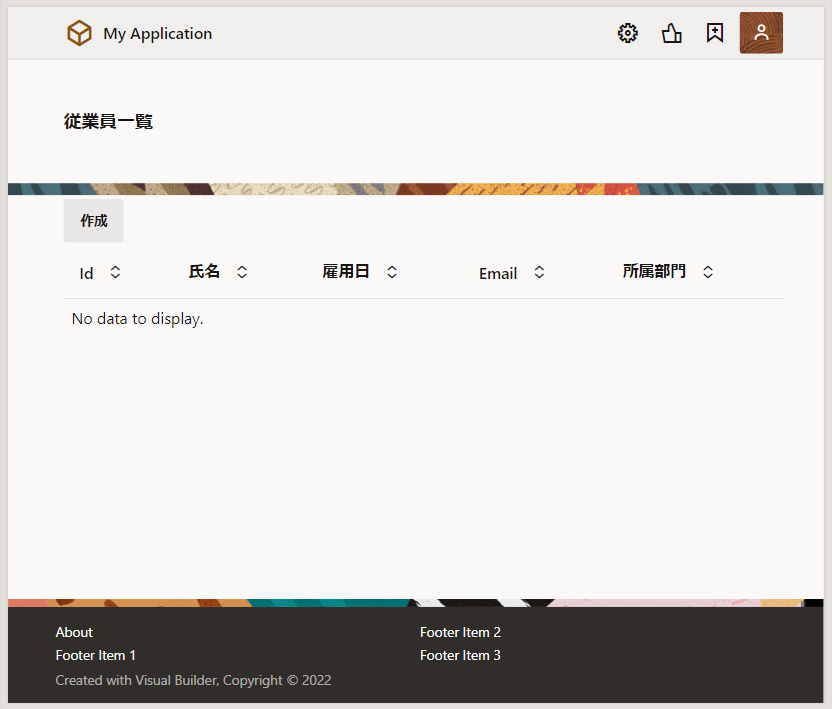 My Application
従業員一覧
作成
Id 氏名 雇用日 Email 所属部門
No data to display.
About Footer Item 2
Footer Item 1 Footer Item 3
Created with Visual Builder, Copyright © 2022